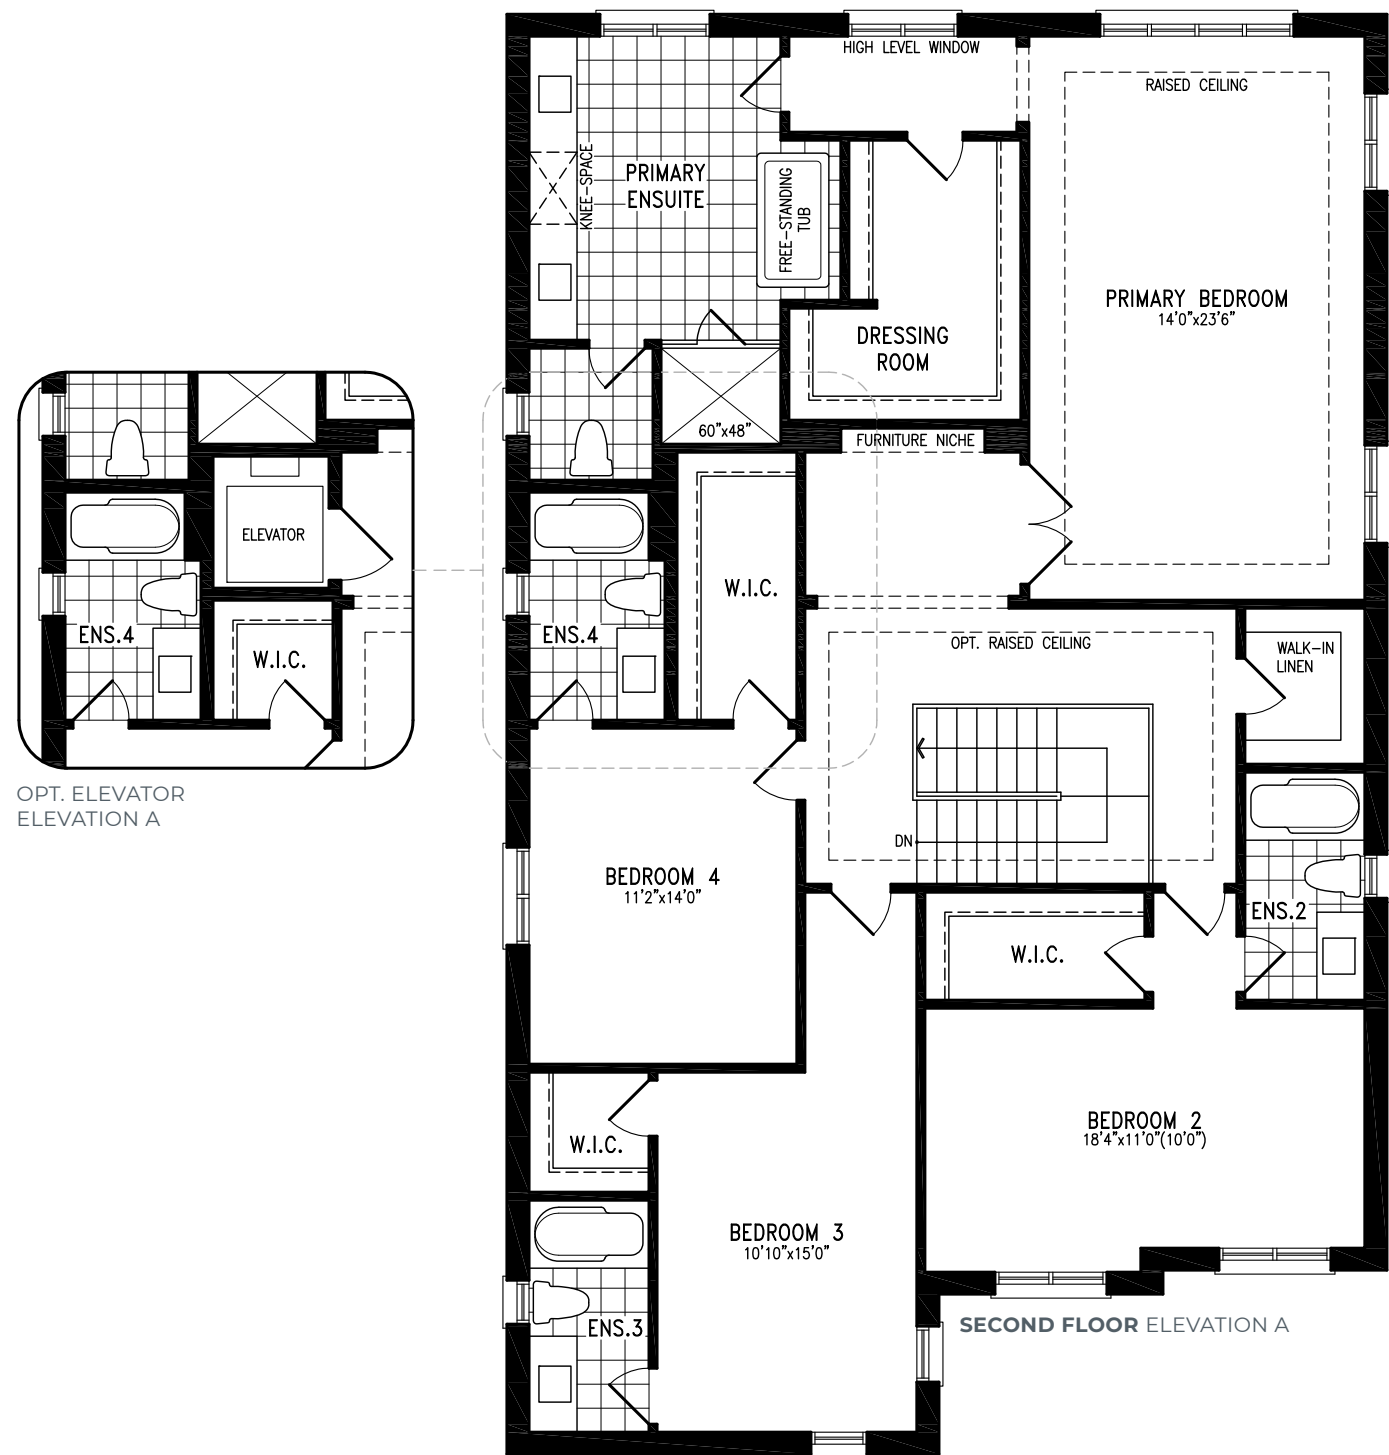 HIGH LEVEL WINDOW
RAISED CEILING
KNEE-SPACE
PRIMARY
ENSUITE
FREE-STANDING
TUB
PRIMARY BEDROOM
14'0"x23'6"
DRESSING
ROOM
60"x48"
FURNITURE NICHE
ELEVATOR
ENS.4
W.I.C.
OPT. ELEVATOR
ELEVATION A
W.I.C.
ENS.4
OPT. RAISED CEILING
WALK-IN
LINEN
DN
BEDROOM 4
11'2"x14'0"
ENS.2
W.I.C.
BEDROOM 2
18'4"x11'0"(10'0")
W.I.C.
BEDROOM 3
10'10"x15'0"
ENS.3
SECOND FLOOR ELEVATION A